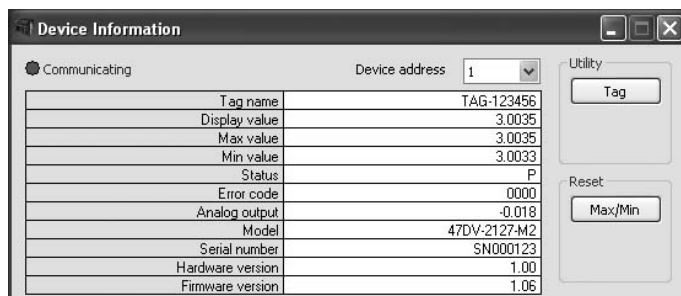 Device Information
Communicating
Device address 1
Utility
Tag
Tag name TAG-123456
Display value 3.0035
Max value 3.0035
Min value 3.0033
Status P
Error code 0000
Analog output -0.018
Model 47DV-2127-M2
Serial number SN000123
Hardware version 1.00
Firmware version 1.06
Reset
Max/Min